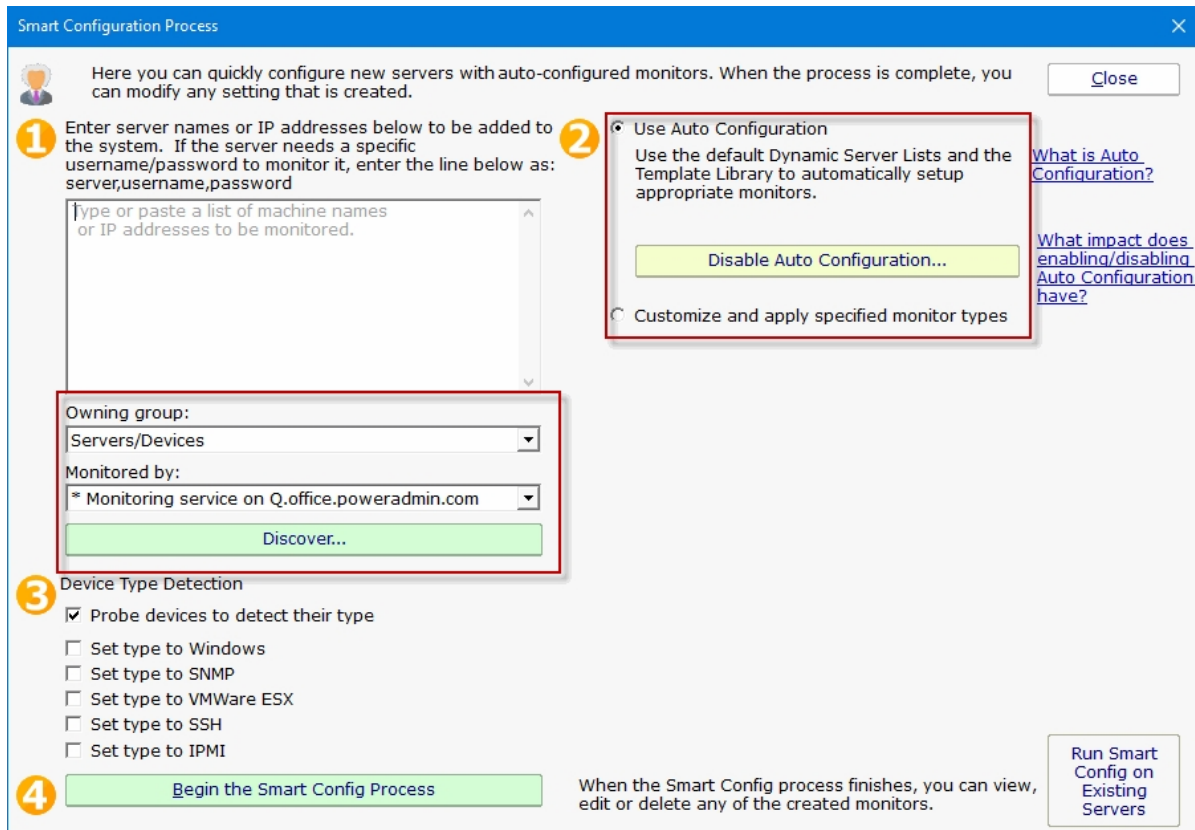 Smart Configuration Process
Here you can quickly configure new servers with auto-configured monitors. When the process is complete, you
can modify any setting that is created.
Close
1
Enter server names or IP addresses below to be added to
the system. If the server needs a specific
username/password to monitor it, enter the line below as:
server,username,password
Type or paste a list of machine names
or IP addresses to be monitored.
Owning group:
Servers/Devices
Monitored by:
* Monitoring service on Q.office.poweradmin.com
Discover...
2
Use Auto Configuration
Use the default Dynamic Server Lists and the
Template Library to automatically setup
appropriate monitors.
Disable Auto Configuration...
Customize and apply specified monitor types
What is Auto
Configuration?
What impact does
enabling/disabling
Auto Configuration
have?
3
Device Type Detection
Probe devices to detect their type
Set type to Windows
Set type to SNMP
Set type to VMWare ESX
Set type to SSH
Set type to IPMI
4
Begin the Smart Config Process
When the Smart Config process finishes, you can view,
edit or delete any of the created monitors.
Run Smart
Config on
Existing
Servers